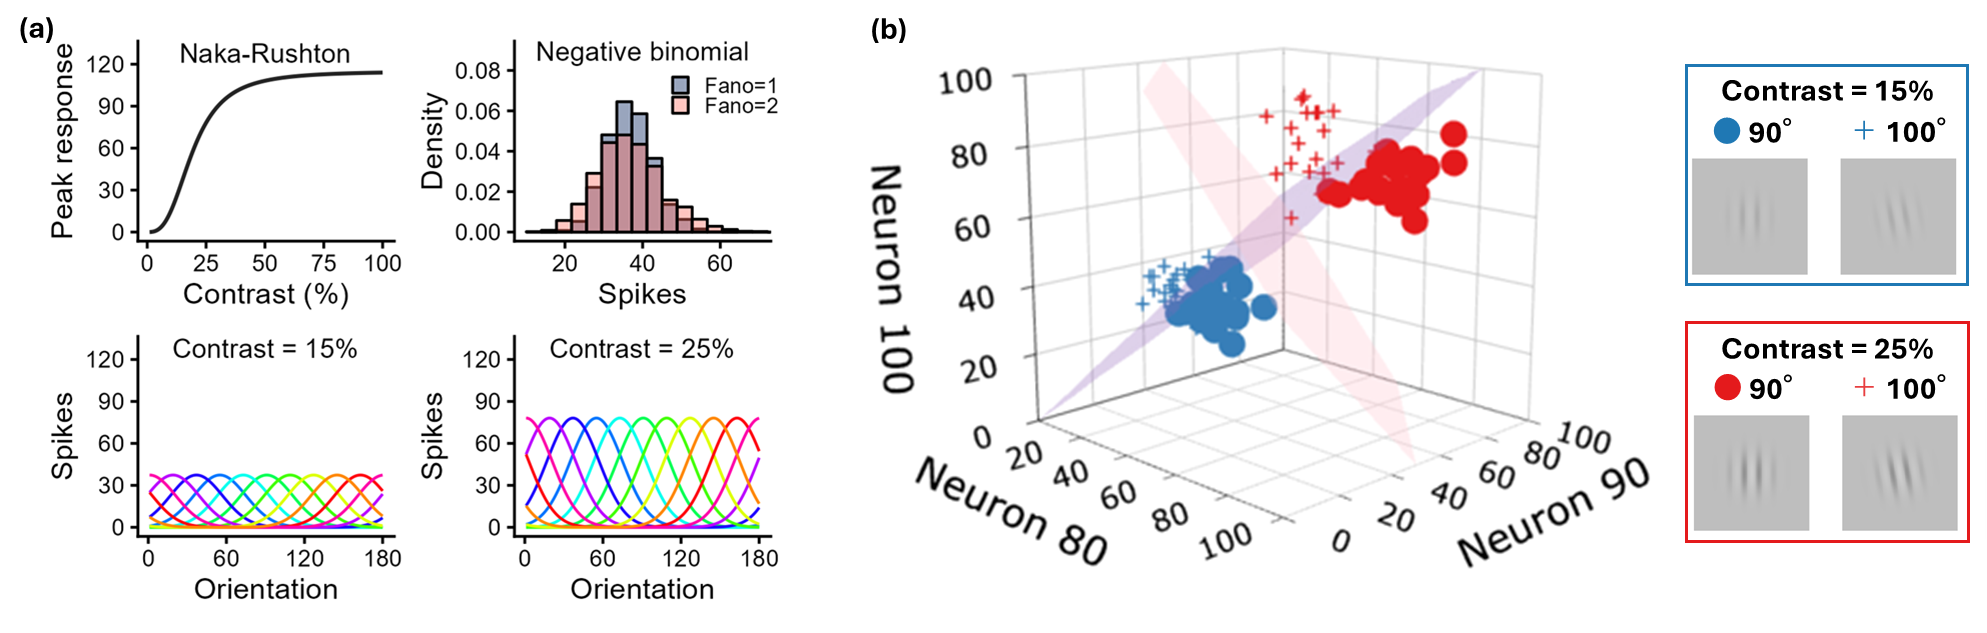 (a)
Naka-Rushton
Peak response
120
90
60
30
0
0 25 50 75 100
Contrast (%)
Negative binomial
Fano=1
Fano=2
Density
0.08
0.06
0.04
0.02
0.00
20 40 60
Spikes
Contrast = 15%
Spikes
120
90
60
30
0
0 60 120 180
Orientation
Contrast = 25%
Spikes
120
90
60
30
0
0 60 120 180
Orientation
(b)
Neuron 100
100
80
60
40
20
0
20
40
60
80
100
Neuron 80
0
20
40
60
80
100
Neuron 90
Contrast = 15%
90° + 100°
Contrast = 25%
90° + 100°